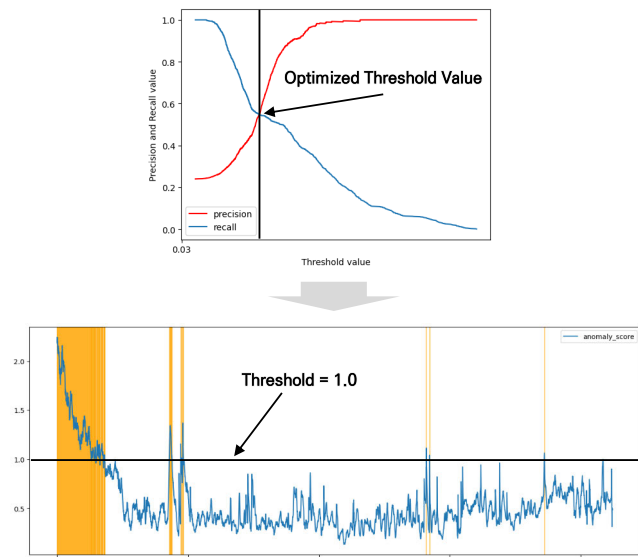 1.0
0.8
0.6
0.4
0.2
0.0
Precision and Recall value
Optimized Threshold Value
precision
recall
0.03
Threshold value
anomaly_score
2.0
1.5
1.0
0.5
Threshold = 1.0